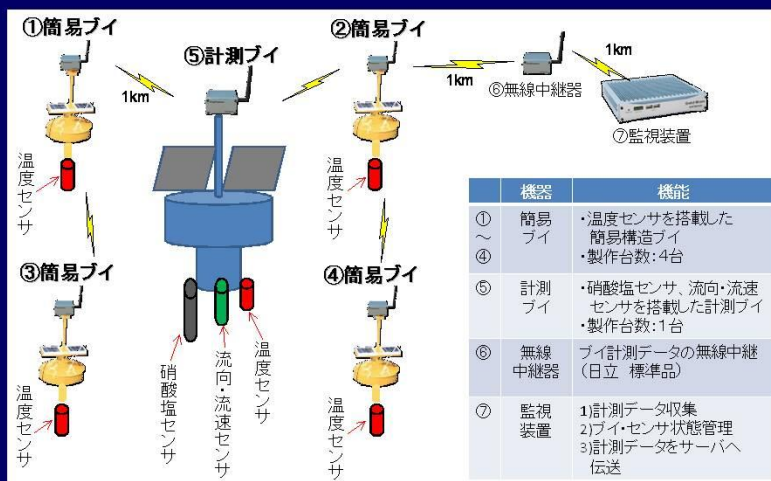 ①簡易ブイ
⑤計測ブイ
②簡易ブイ
1km
1km
1km
⑥無線中継器
⑦監視装置
温度センサ
温度センサ
③簡易ブイ
④簡易ブイ
温度センサ
硝酸塩センサ
流向・流速センサ
温度センサ
温度センサ
機器 機能
①~④ 簡易ブイ ・温度センサを搭載した
簡易構造ブイ
・製作台数:4台
⑤ 計測ブイ ・硝酸塩センサ、流向・流速
センサを搭載した計測ブイ
・製作台数:1台
⑥ 無線中継器 ブイ計測データの無線中継
(日立 標準品)
⑦ 監視装置 1)計測データ収集
2)ブイ・センサ状態管理
3)計測データをサーバへ
伝送